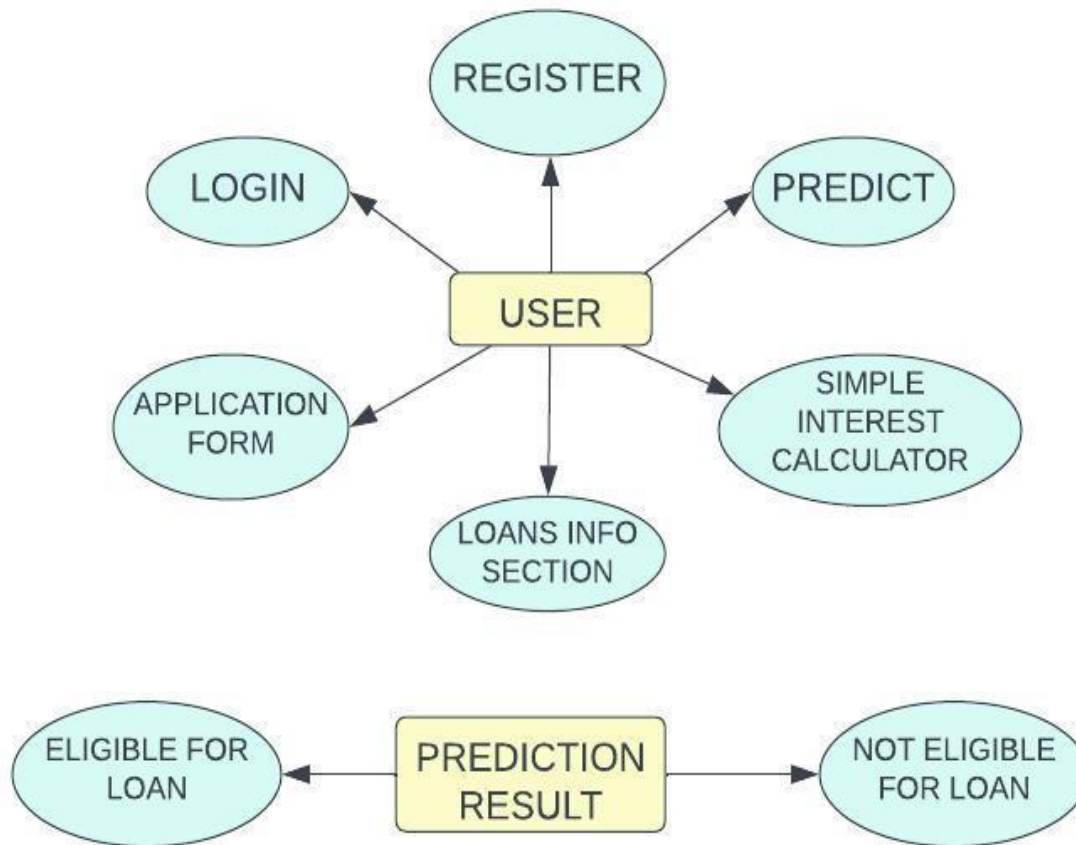 REGISTER
LOGIN
PREDICT
USER
APPLICATION
FORM
SIMPLE
INTEREST
CALCULATOR
LOANS INFO
SECTION
ELIGIBLE FOR
LOAN
PREDICTION
RESULT
NOT ELIGIBLE
FOR LOAN